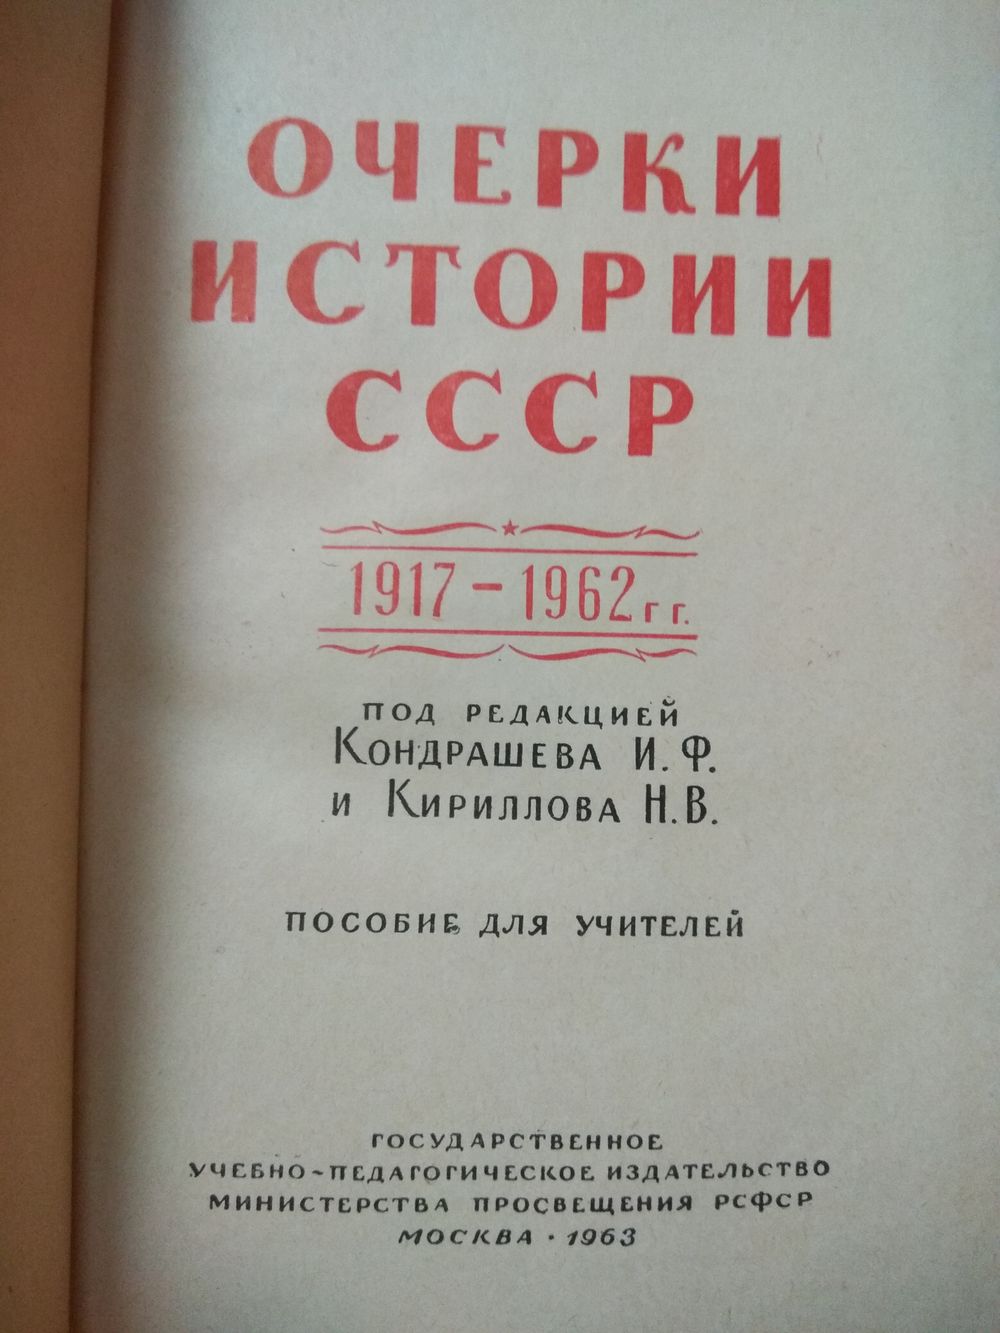 ОЧЕРКИ
ИСТОРИИ
СССР
1917–1962 гг.
ПОД РЕДАКЦИЕЙ
КОНДРАШЕВА И. Ф.
И КИРИЛЛОВА Н. В.
ПОСОБИЕ ДЛЯ УЧИТЕЛЕЙ
ГОСУДАРСТВЕННОЕ
УЧЕБНО-ПЕДАГОГИЧЕСКОЕ ИЗДАТЕЛЬСТВО
МИНИСТЕРСТВА ПРОСВЕЩЕНИЯ РСФСР
МОСКВА · 1963